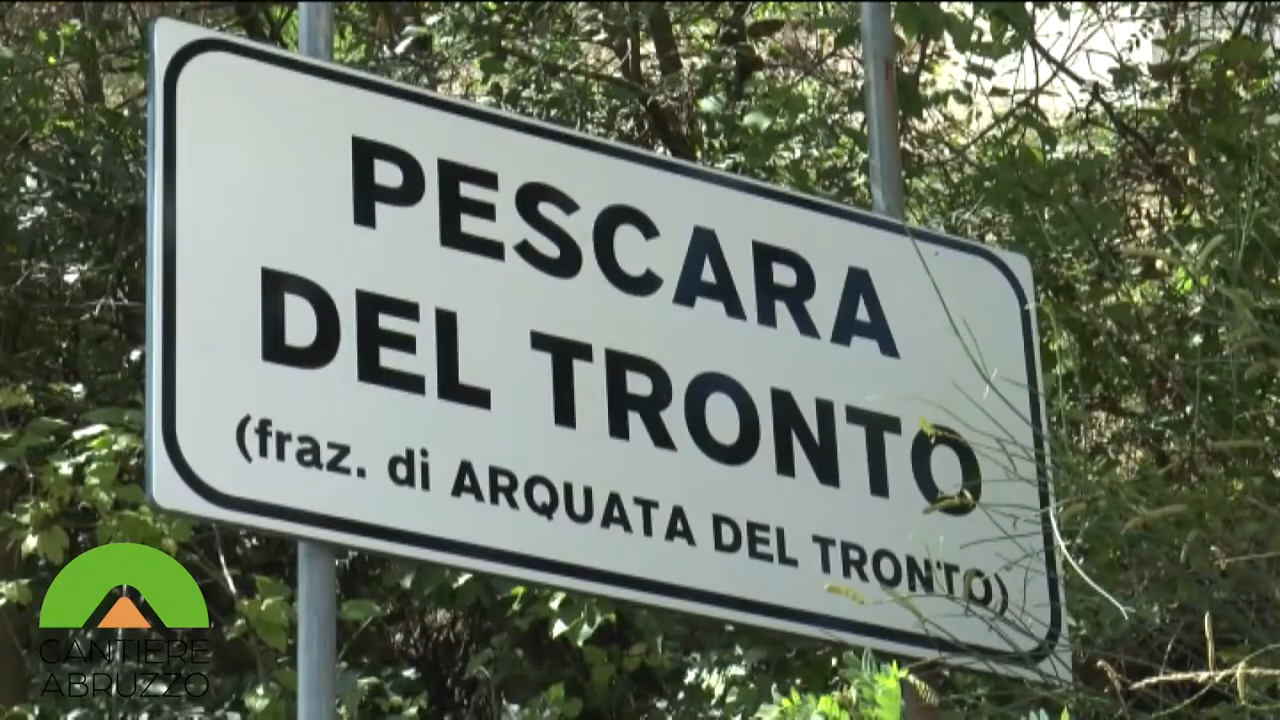 PESCARA
DEL TRONTO
(fraz. di ARQUATA DEL TRONTO)
CANTIERE
ABRUZZO